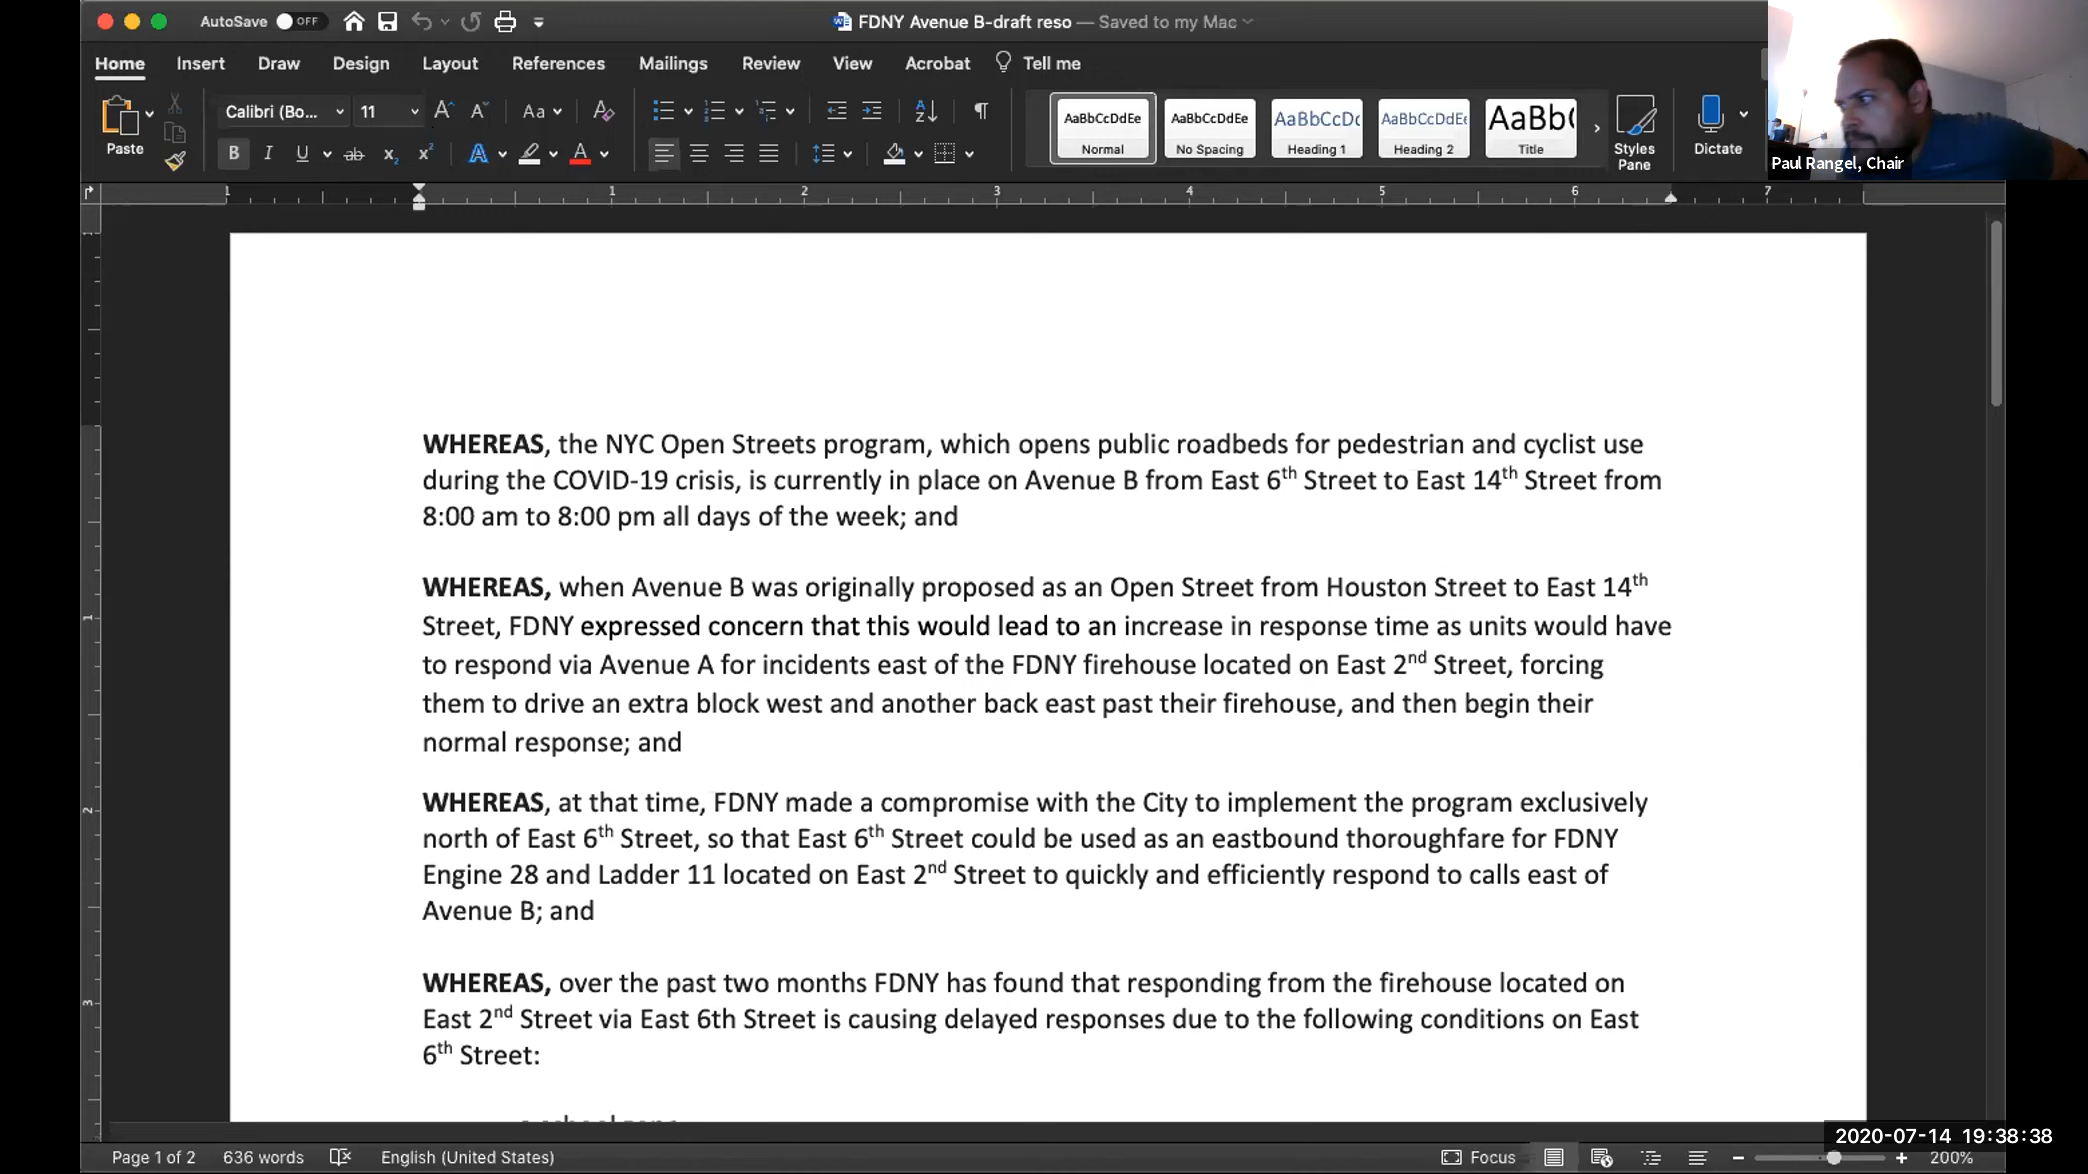 AutoSave OFF
FDNY Avenue B-draft reso — Saved to my Mac
Home Insert Draw Design Layout References Mailings Review View Acrobat Tell me
Paste
Calibri (Bo... 11 Aa
AaBbCcDdEe AaBbCcDdEe AaBbCcDc AaBbCcDdEe AaBb(
Normal No Spacing Heading 1 Heading 2 Title
Styles Pane
Dictate
Paul Rangel, Chair
1 1 2 3 4 5 6 7
WHEREAS, the NYC Open Streets program, which opens public roadbeds for pedestrian and cyclist use
during the COVID-19 crisis, is currently in place on Avenue B from East 6th Street to East 14th Street from
8:00 am to 8:00 pm all days of the week; and
WHEREAS, when Avenue B was originally proposed as an Open Street from Houston Street to East 14th
Street, FDNY expressed concern that this would lead to an increase in response time as units would have
to respond via Avenue A for incidents east of the FDNY firehouse located on East 2nd Street, forcing
them to drive an extra block west and another back east past their firehouse, and then begin their
normal response; and
WHEREAS, at that time, FDNY made a compromise with the City to implement the program exclusively
north of East 6th Street, so that East 6th Street could be used as an eastbound thoroughfare for FDNY
Engine 28 and Ladder 11 located on East 2nd Street to quickly and efficiently respond to calls east of
Avenue B; and
WHEREAS, over the past two months FDNY has found that responding from the firehouse located on
East 2nd Street via East 6th Street is causing delayed responses due to the following conditions on East
6th Street:
2020-07-14 19:38:38
Page 1 of 2 636 words English (United States) Focus 200%